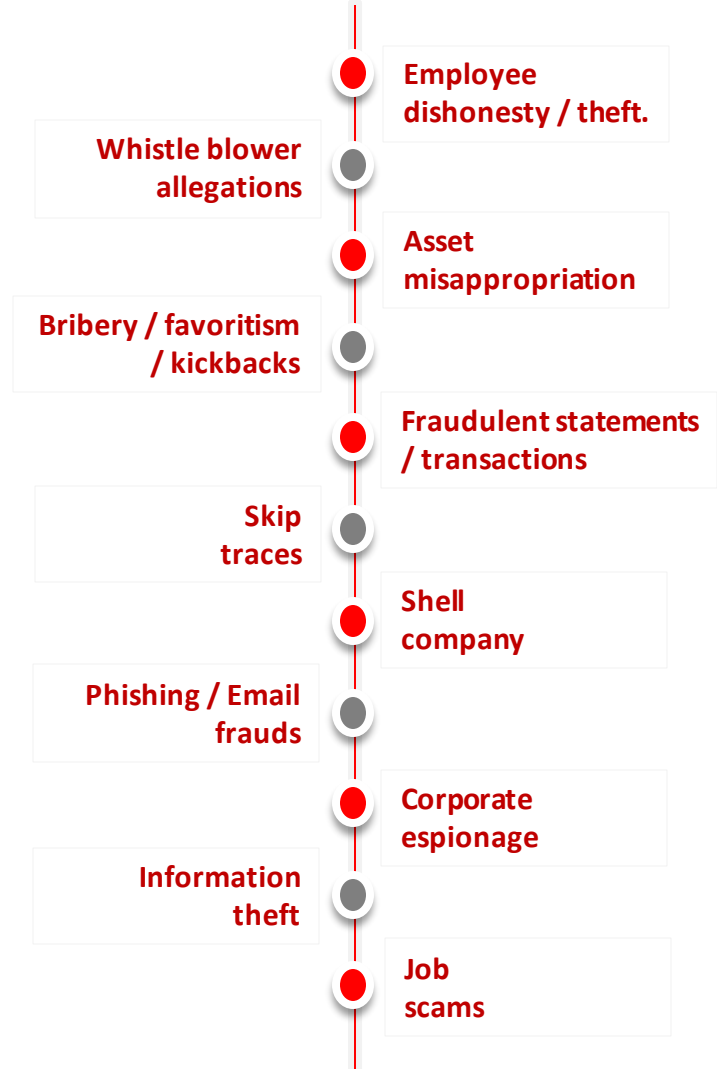 Employee
dishonesty / theft.
Whistle blower
allegations
Asset
misappropriation
Bribery / favoritism
/ kickbacks
Fraudulent statements
/ transactions
Skip
traces
Shell
company
Phishing / Email
frauds
Corporate
espionage
Information
theft
Job
scams